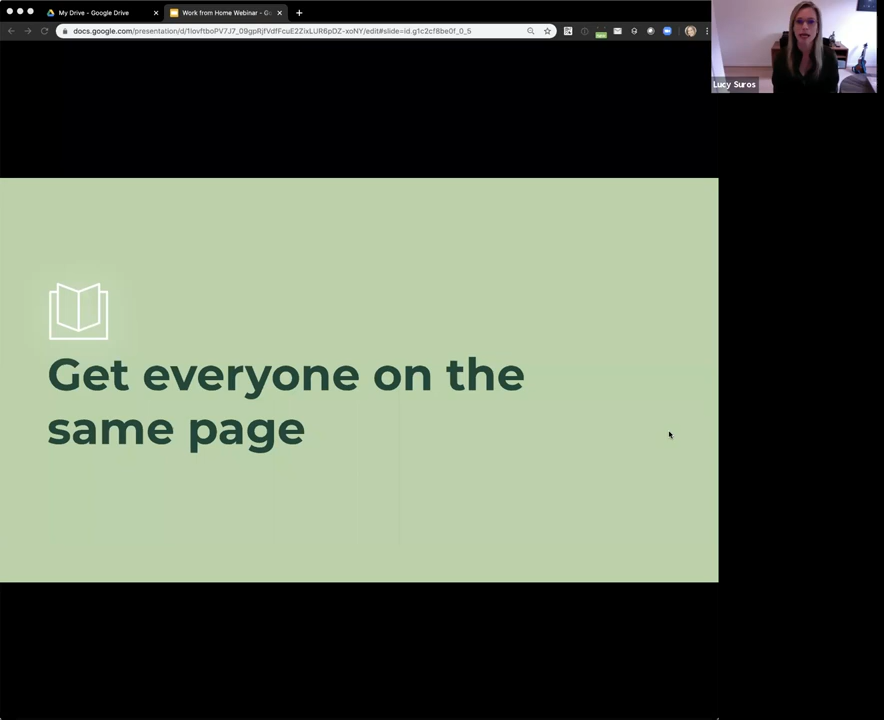 My Drive - Google Drive
Work from Home Webinar - Go
docs.google.com/presentation/d/1lovftboPV7J7_09gpRjfVdfFcuE2ZixLUR6pDZ-xoNY/edit#slide=id.g1c2cf8be0f_0_5
Lucy Suros
Get everyone on the
same page